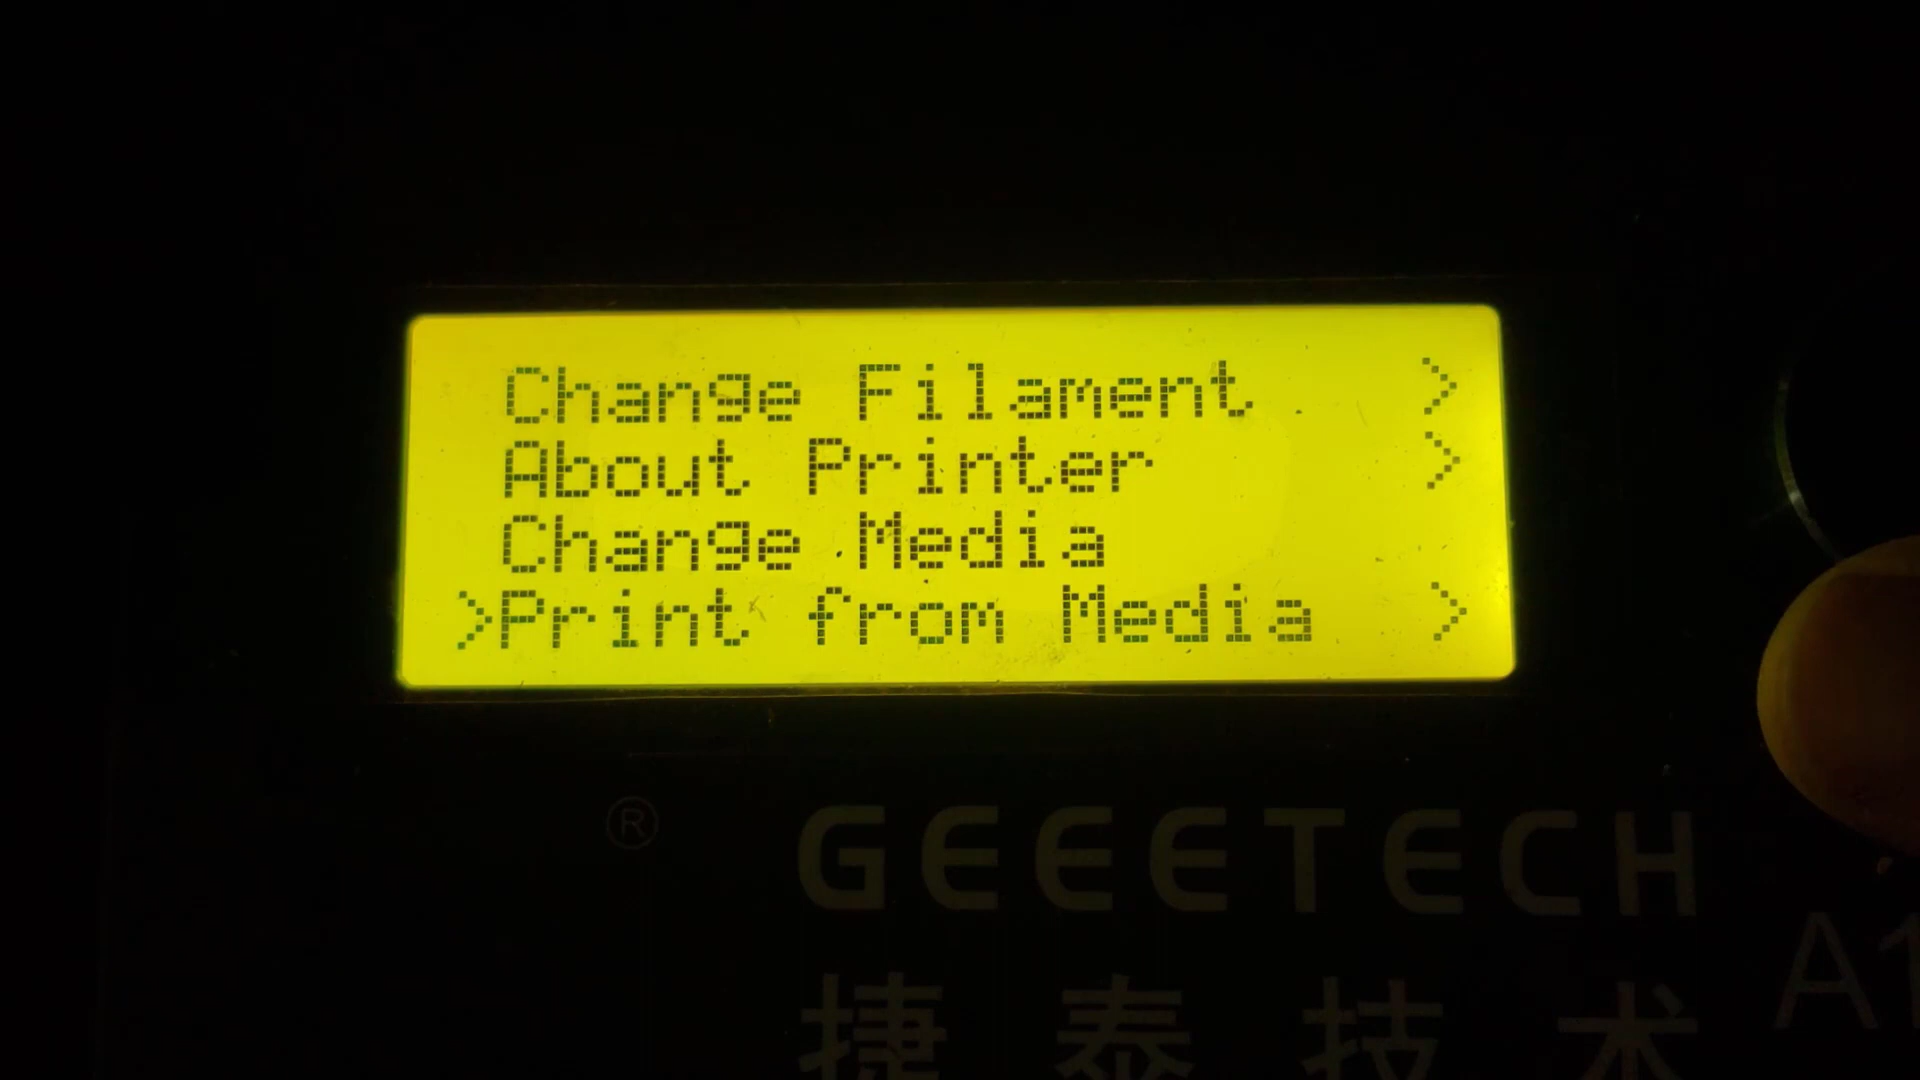 Change Filament >
About Printer >
Change Media
>Print from Media >
® GEEETECH
捷泰技术